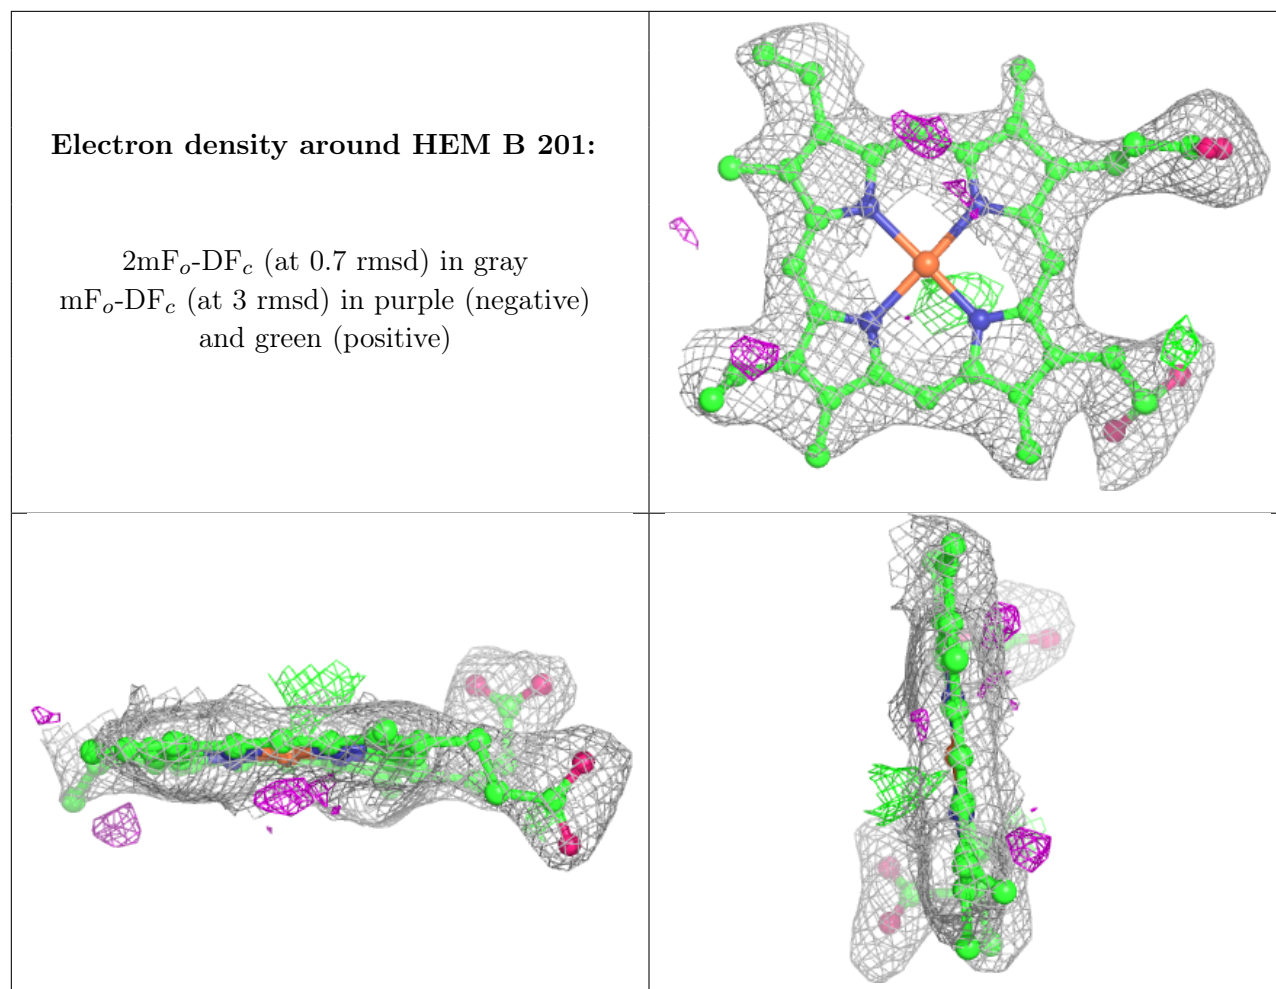 Electron density around HEM B 201:
2mFo-DFc (at 0.7 rmsd) in gray
mFo-DFc (at 3 rmsd) in purple (negative)
and green (positive)